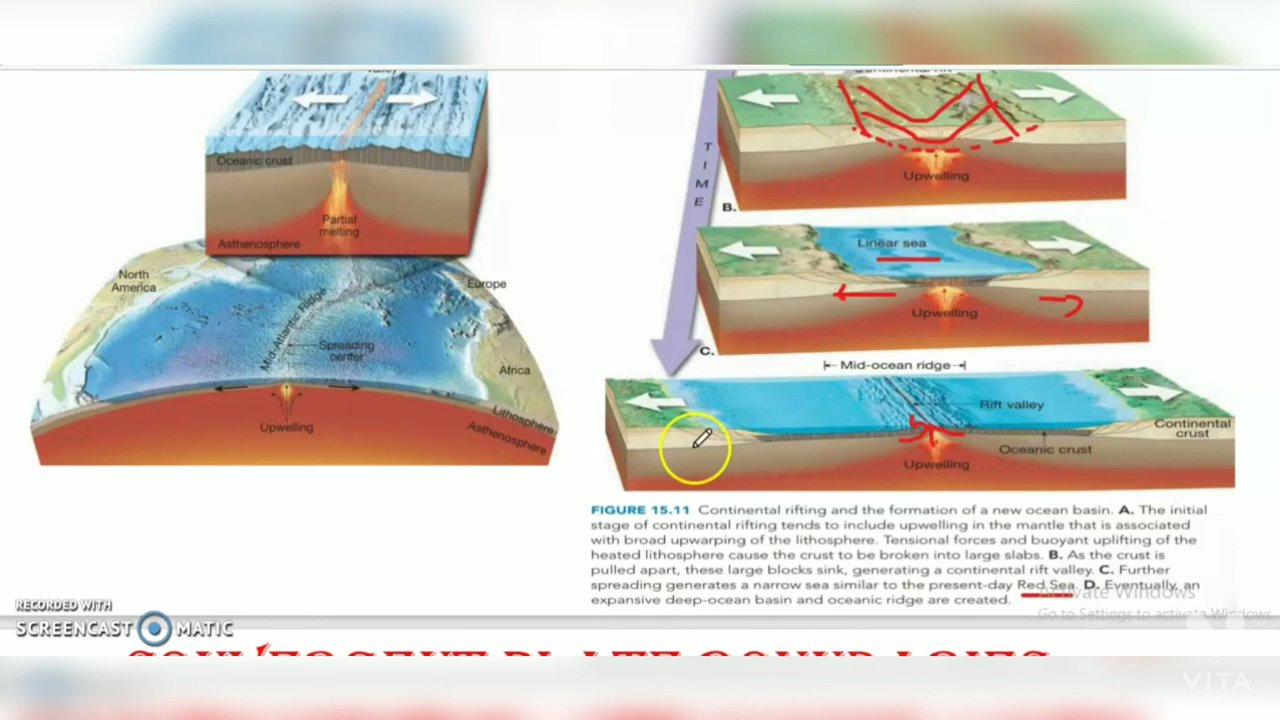 Valley
Oceanic crust
Partial
melting
Asthenosphere
North
America
Europe
Mid-Atlantic Ridge
Spreading
center
Africa
Upwelling
Lithosphere
Asthenosphere
TIME
Upwelling
B.
Linear sea
Upwelling
C.
Mid-ocean ridge
Rift valley
Continental
crust
Oceanic crust
Upwelling
FIGURE 15.11 Continental rifting and the formation of a new ocean basin. A. The initial
stage of continental rifting tends to include upwelling in the mantle that is associated
with broad upwarping of the lithosphere. Tensional forces and buoyant uplifting of the
heated lithosphere cause the crust to be broken into large slabs. B. As the crust is
pulled apart, these large blocks sink, generating a continental rift valley. C. Further
spreading generates a narrow sea similar to the present-day Red Sea. D. Eventually, an
expansive deep-ocean basin and oceanic ridge are created.
Activate Windows
Go to Settings to activate Windows
RECORDED WITH
SCREENCAST MATIC
VITA